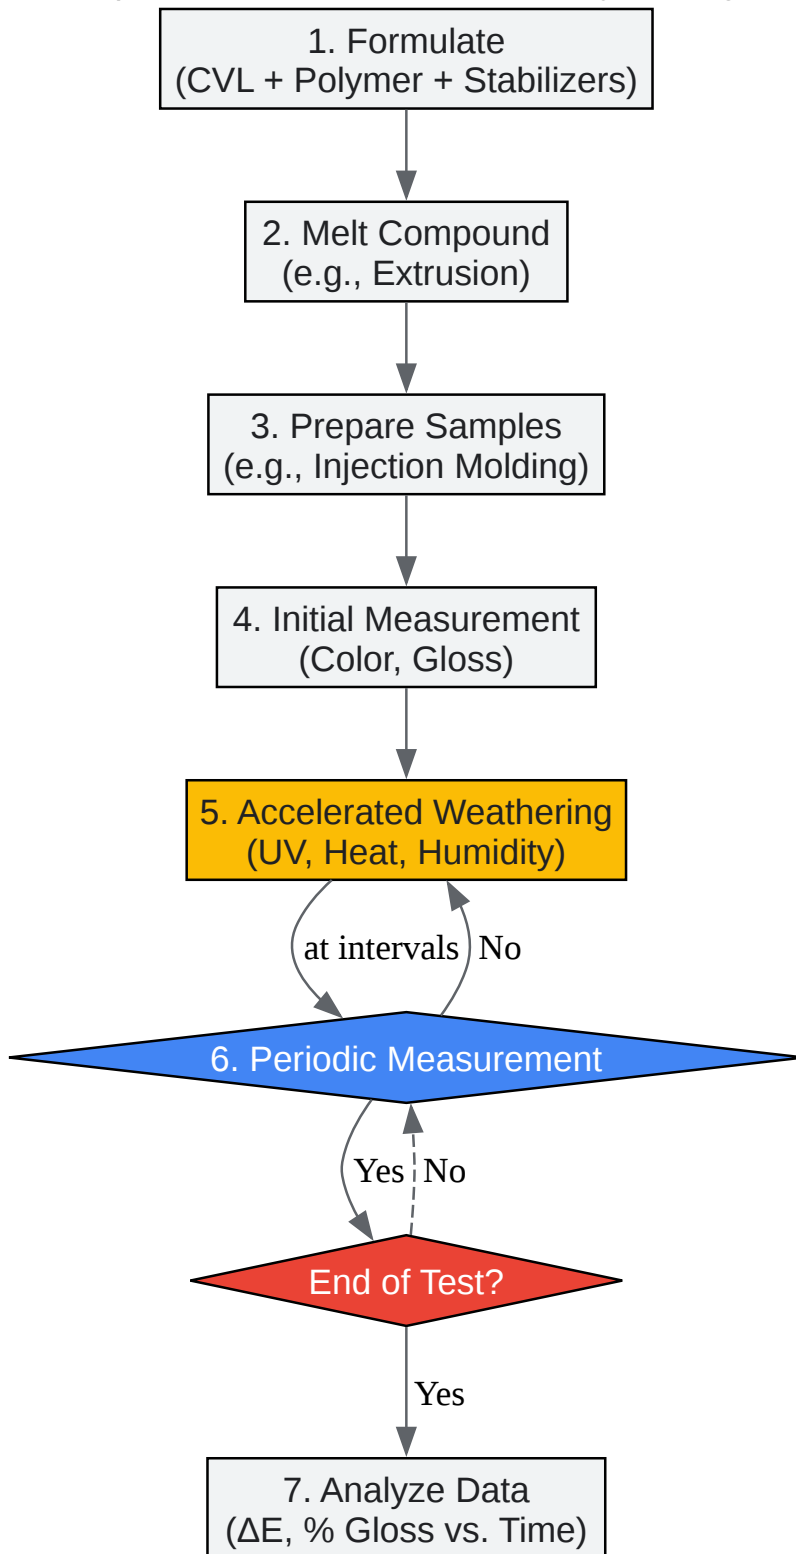 1. Formulate
(CVL + Polymer + Stabilizers)
2. Melt Compound
(e.g., Extrusion)
3. Prepare Samples
(e.g., Injection Molding)
4. Initial Measurement
(Color, Gloss)
5. Accelerated Weathering
(UV, Heat, Humidity)
at intervals
No
6. Periodic Measurement
Yes
No
End of Test?
Yes
7. Analyze Data
(ΔE, % Gloss vs. Time)